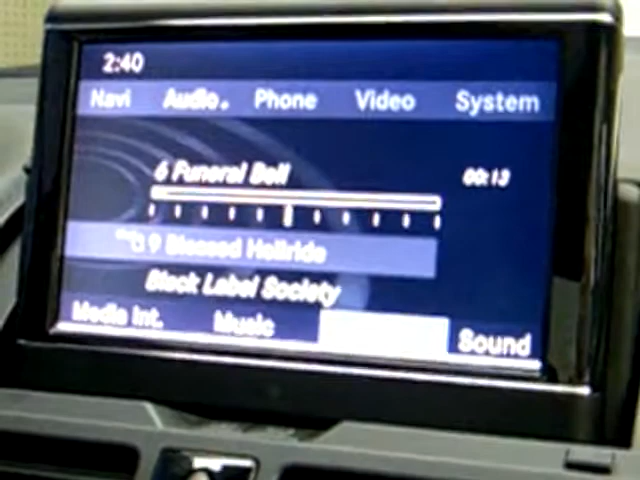 2:40
Navi Audio Phone Video System
6 Funeral Bell 00:13
9 Blessed Hellride
Black Label Society
Media Int. Music Sound